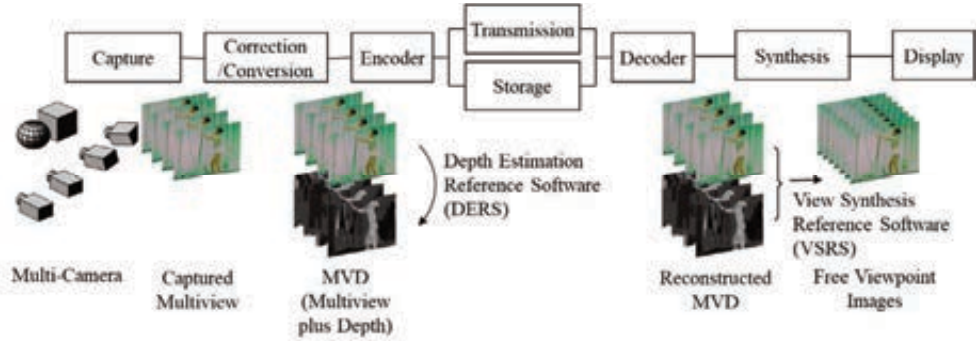 Capture
Correction
/Conversion
Encoder
Transmission
Storage
Decoder
Synthesis
Display
Depth Estimation
Reference Software
(DERS)
View Synthesis
Reference Software
(VSRS)
Multi-Camera
Captured
Multiview
MVD
(Multiview
plus Depth)
Reconstructed
MVD
Free Viewpoint
Images